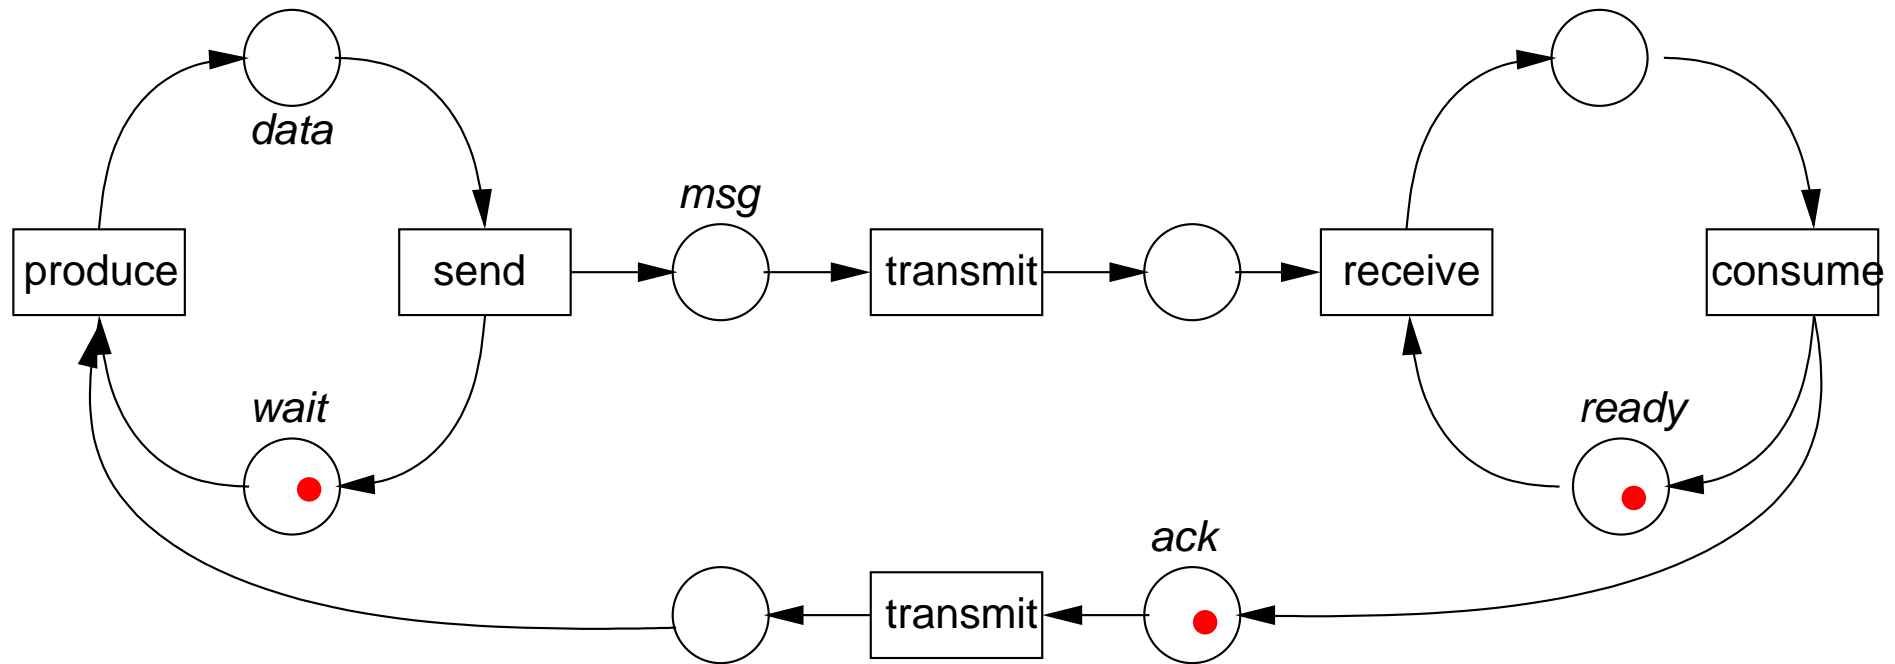 data
msg
produce
send
transmit
receive
consume
wait
ready
ack
transmit